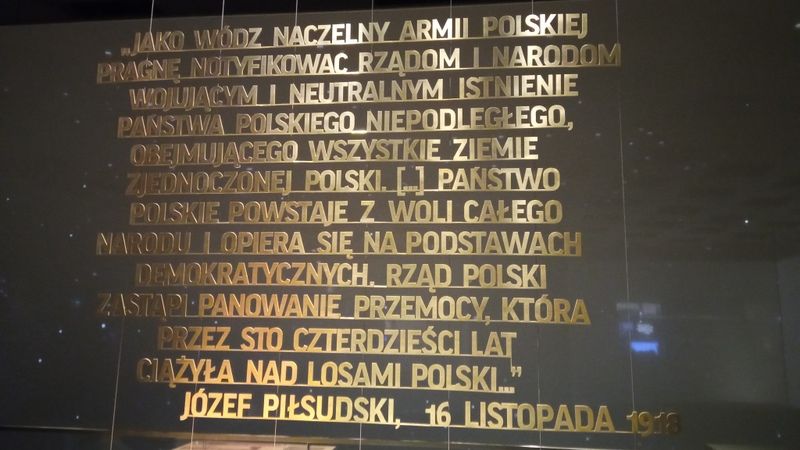 „JAKO WÓDZ NACZELNY ARMII POLSKIEJ
PRAGNĘ NOTYFIKOWAĆ RZĄDOM I NARODOM
WOJUJĄCYM I NEUTRALNYM ISTNIENIE
PAŃSTWA POLSKIEGO NIEPODLEGŁEGO,
OBEJMUJĄCEGO WSZYSTKIE ZIEMIE
ZJEDNOCZONEJ POLSKI. [...] PAŃSTWO
POLSKIE POWSTAJE Z WOLI CAŁEGO
NARODU I OPIERA SIĘ NA PODSTAWACH
DEMOKRATYCZNYCH. RZĄD POLSKI
ZASTĄPI PANOWANIE PRZEMOCY, KTÓRA
PRZEZ STO CZTERDZIEŚCI LAT
CIĄŻYŁA NAD LOSAMI POLSKI...”
JÓZEF PIŁSUDSKI, 16 LISTOPADA 1918